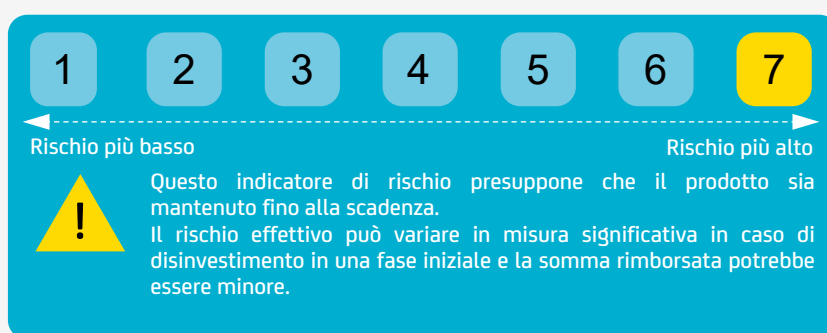 1 2 3 4 5 6 7
Rischio più basso Rischio più alto
!
Questo indicatore di rischio presuppone che il prodotto sia
mantenuto fino alla scadenza.
Il rischio effettivo può variare in misura significativa in caso di
disinvestimento in una fase iniziale e la somma rimborsata potrebbe
essere minore.